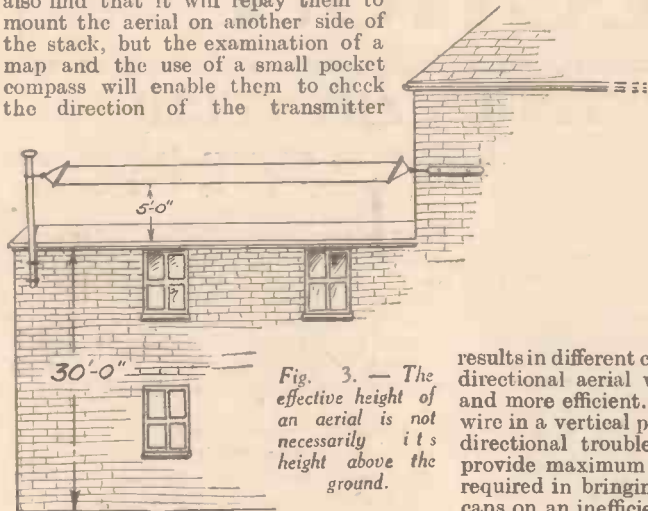 also find that it will repay them to
mount the aerial on another side of
the stack, but the examination of a
map and the use of a small pocket
compass will enable them to check
the direction of the transmitter
5'-0"
30'-0"
Fig. 3. — The
effective height of
an aerial is not
necessarily its
height above the
ground.
results in different
directional aerial
and more efficient.
wire in a vertical
directional
provide maximum
required in bringing
cans on an